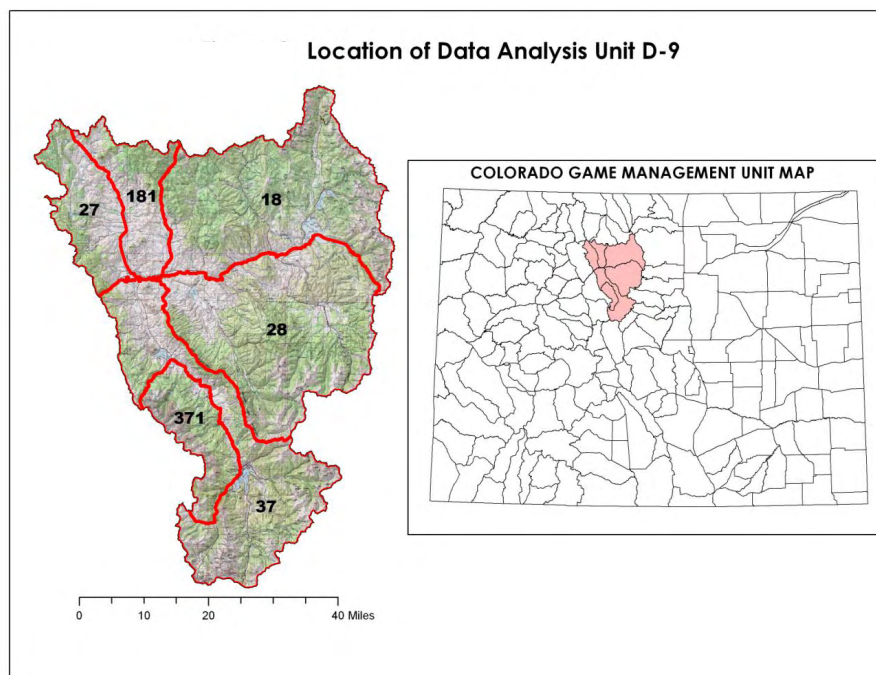 Location of Data Analysis Unit D-9
COLORADO GAME MANAGEMENT UNIT MAP
27
181
18
28
371
37
0 10 20 40 Miles